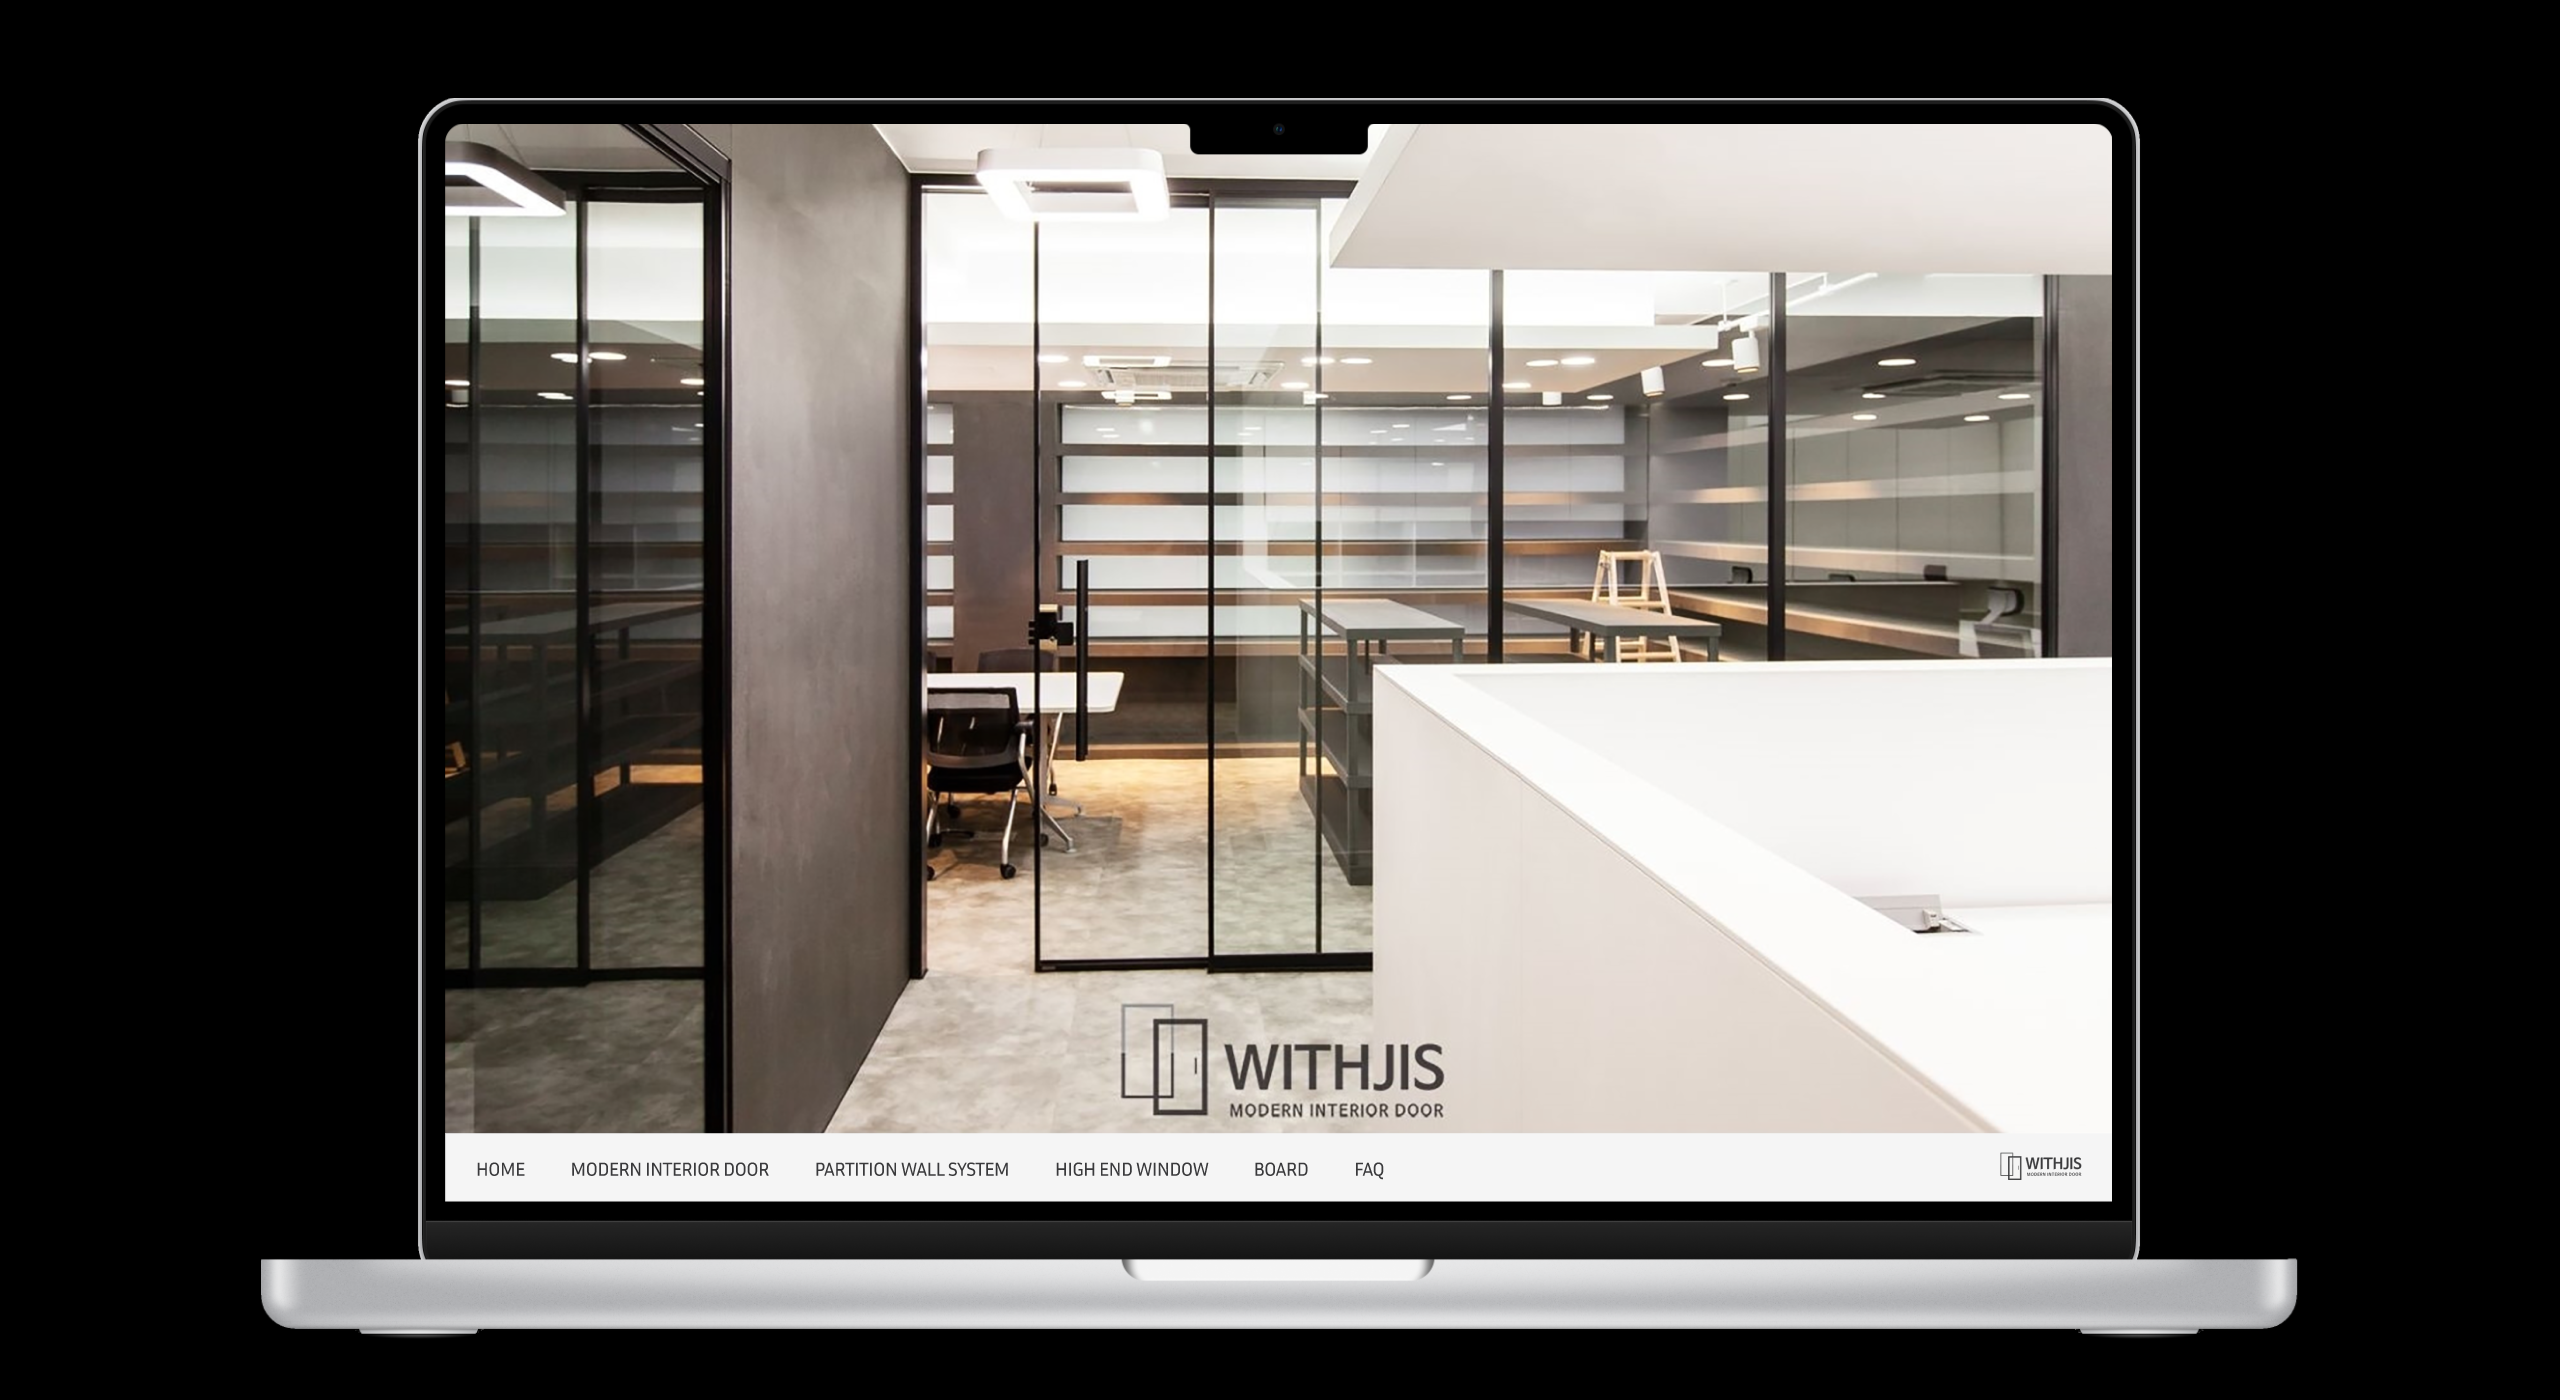 WITHJIS
MODERN INTERIOR DOOR
HOME MODERN INTERIOR DOOR PARTITION WALL SYSTEM HIGH END WINDOW BOARD FAQ
WITHJIS
MODERN INTERIOR DOOR